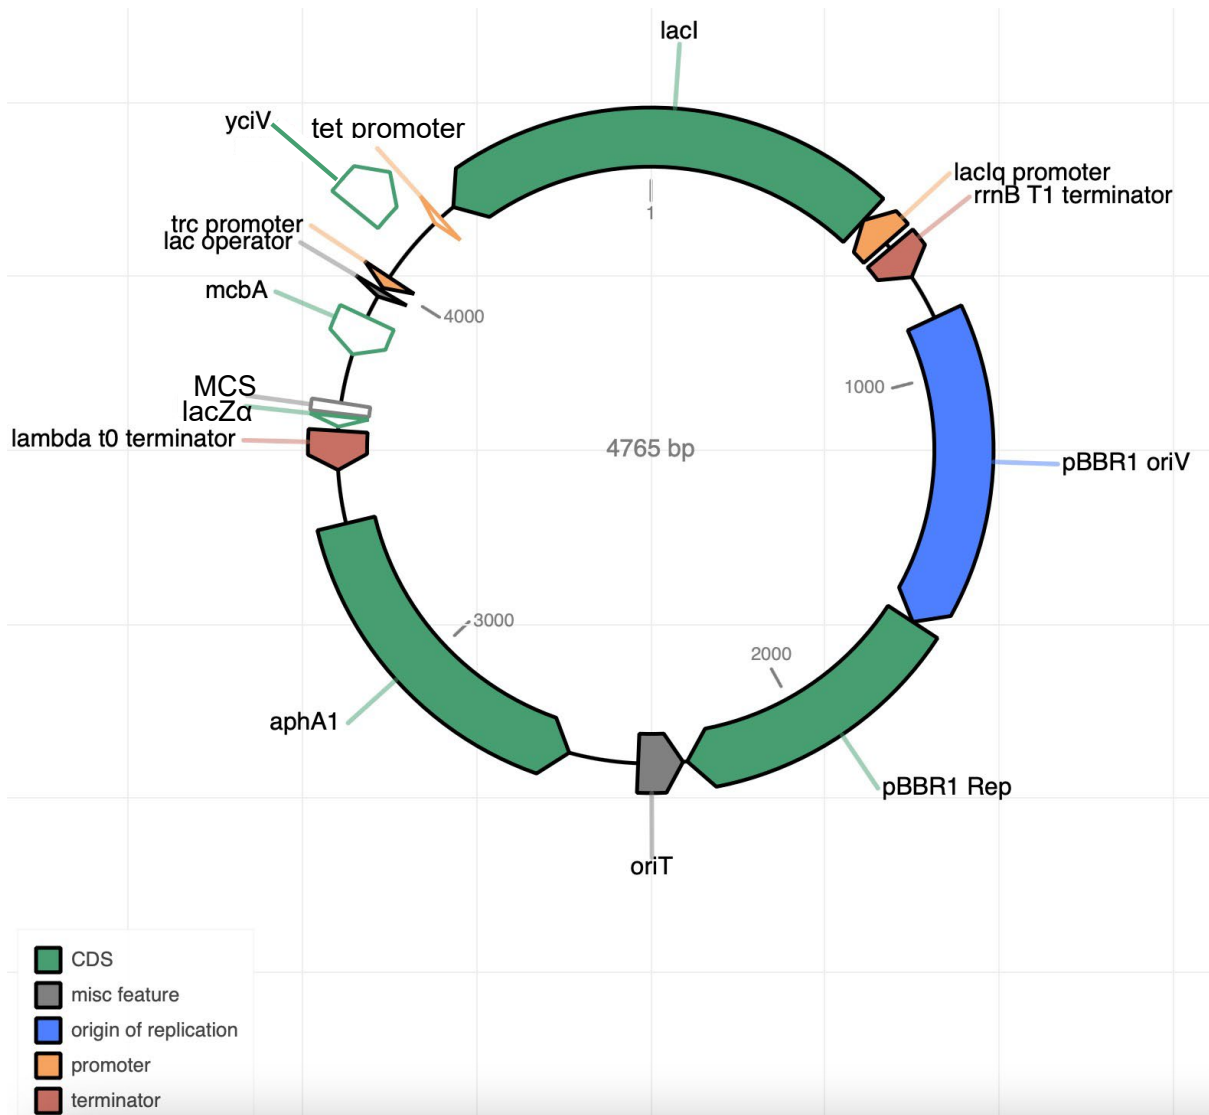 lacI
yciV
tet promoter
lacIq promoter
rrnB T1 terminator
trc promoter
lac operator
1
mcbA
4000
1000
MCS
lacZα
lambda t0 terminator
4765 bp
pBBR1 oriV
3000
2000
aphA1
pBBR1 Rep
oriT
CDS
misc feature
origin of replication
promoter
terminator